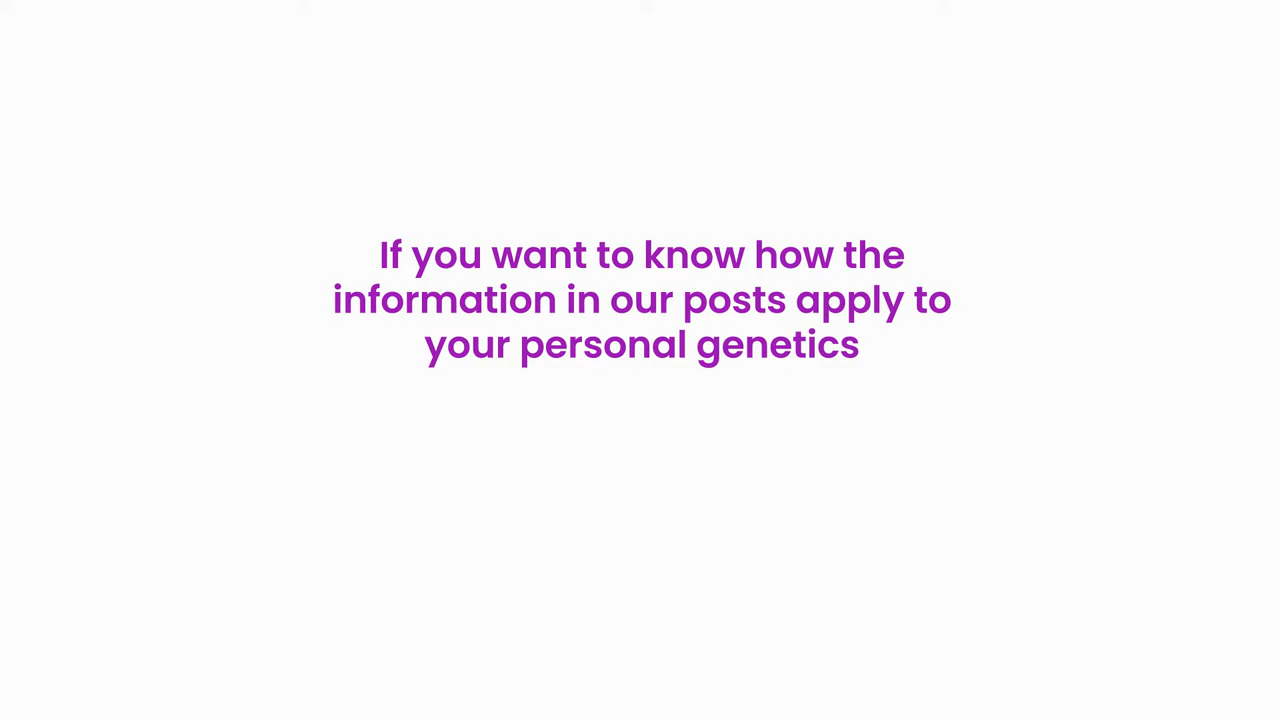 If you want to know how the
information in our posts apply to
your personal genetics